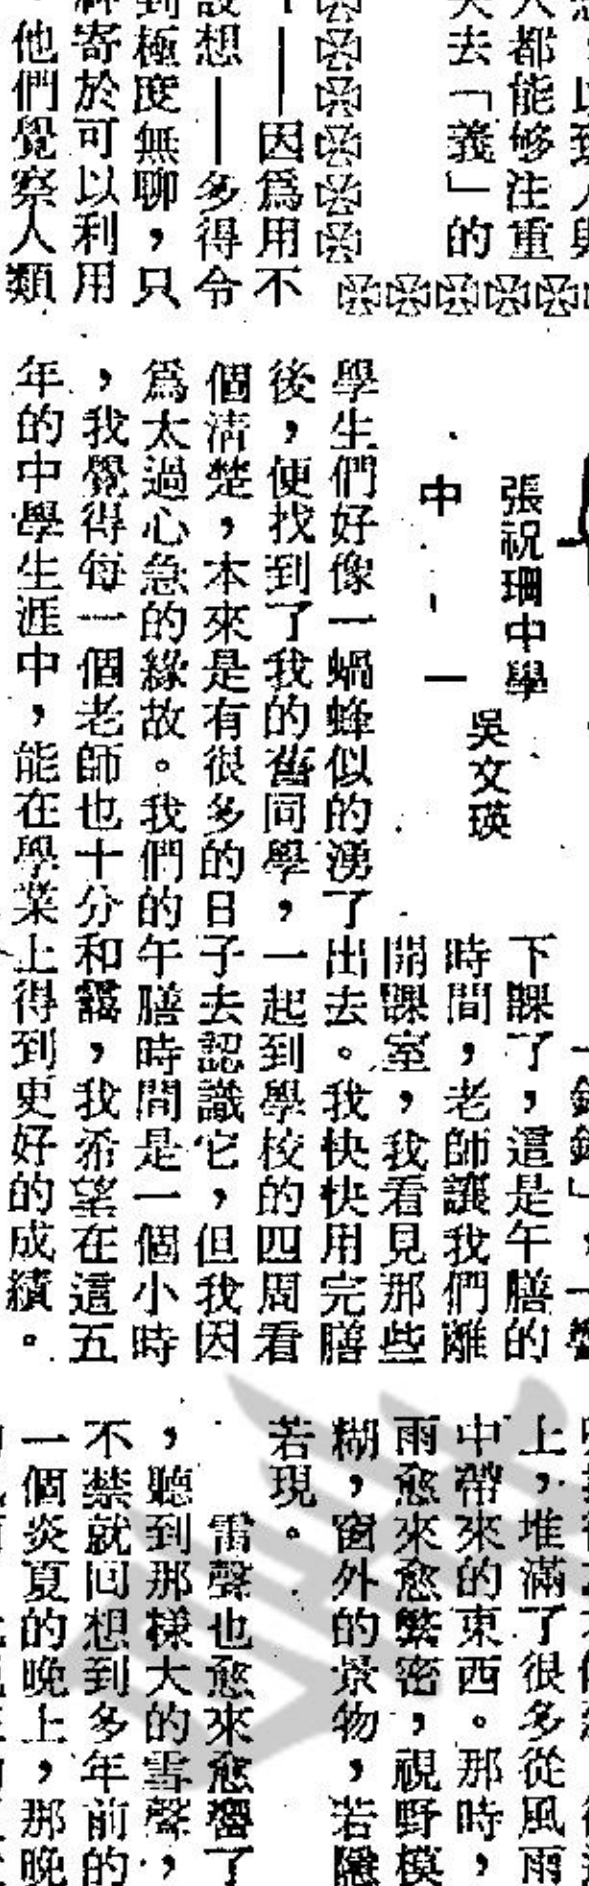 失去「義」的
人都能够注重
因爲用不
設想——多得令
到極度無聊，只
寄於可以利用
他們覺察人類
張祝珊中學
中一
吳文瑛
下課了，這是午膳的
時間，老師讓我們離
開課室，我看見那些
學生們好像一蝸蜂似的湧了出去。我快快用完膳
後，便找到了我的舊同學，一起到學校的四周看
個清楚，本來是有很多的日子去認識它，但我因
爲太過心急的緣故。我們的午膳時間是一個小時
，我覺得每一個老師也十分和靄，我希望在這五
年的中學生涯中，能在學業上得到更好的成績。
上，堆滿了很多從風雨
中帶來的東西。那時，
雨愈來愈繁密，視野模
糊，窗外的景物，若隱
若現。
雷聲也愈來愈響了
，聽到那樣大的雷聲，
不禁就回想到多年前的
一個炎夏的晚上，那晚